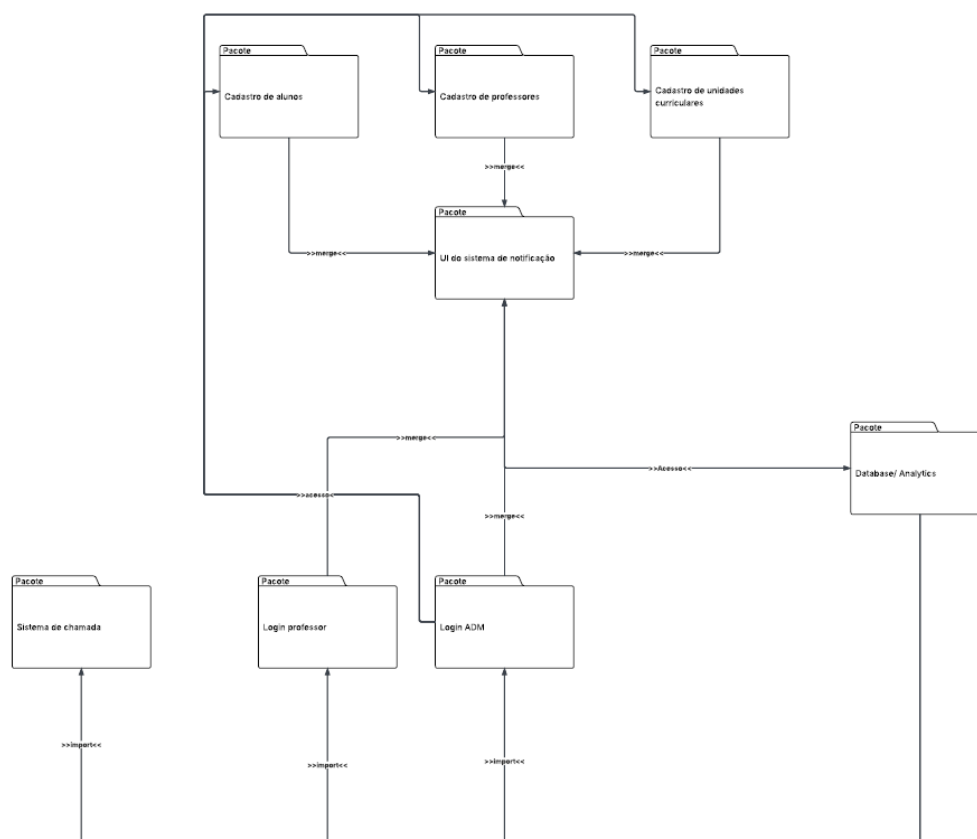 Pacote
Cadastro de alunos
Pacote
Cadastro de professores
Pacote
Cadastro de unidades
curriculares
>>merge<<
Pacote
UI do sistema de notificação
>>merge<<
>>merge<<
>>merge<<
Pacote
Database/ Analytics
>>Acesso<<
>>acesso<
>>merge<<
Pacote
Sistema de chamada
Pacote
Login professor
Pacote
Login ADM
>>import<<
>>import<<
>>import<<